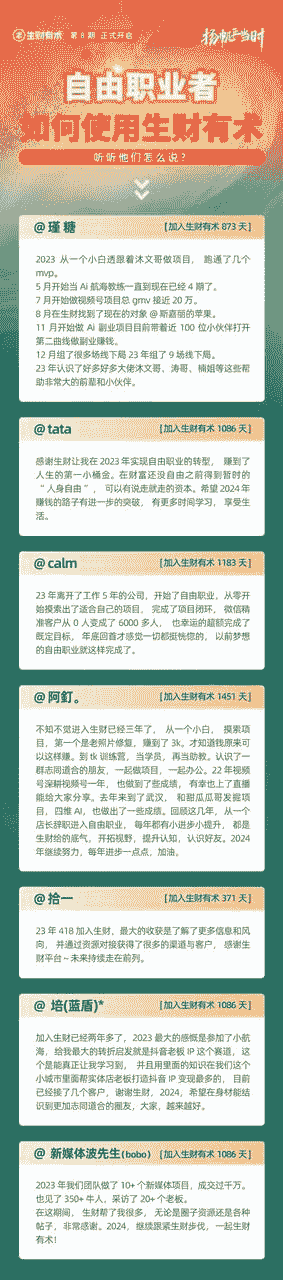 生财有术 第 8 期 正式开启
扬帆正当时
自由职业者
如何使用生财有术
听听他们怎么说？
@瑾糖 [加入生财有术 873 天]
2023 从一个小白透跟着沐文哥做项目， 跑通了几个
mvp。
5 月开始当 Ai 航海教练一直到现在已经 4 期了。
7 月开始做视频号项目总 gmv 接近 20 万。
8 月在生财找到了现在的对象 @ 斯嘉丽的苹果。
11 月开始做 Ai 副业项目目前带着近 100 位小伙伴打开
第二曲线做副业赚钱。
12 月组了很多场线下局 23 年组了 9 场线下局。
23 年认识了好多好多大佬沐文哥、涛哥、楠姐等这些帮
助非常大的前辈和小伙伴。
@tata [加入生财有术 1086 天]
感谢生财让我在 2023 年实现自由职业的转型， 赚到了
人生的第一小桶金。在财富还没自由之前得到暂时的
“ 人身自由 ”， 可以有说走就走的资本。希望 2024 年
赚钱的路子有进一步的突破， 有更多时间学习， 享受生
活。
@calm [加入生财有术 1183 天]
23 年离开了工作 5 年的公司，开始了自由职业，从零开
始摸索出了适合自己的项目， 完成了项目闭环， 微信精
准客户从 0 人变成了 6000 多人， 也幸运的超额完成了
既定目标， 年底回首才感觉一切都挺恍惚的， 以前梦想
的自由职业就这样完成了。
@阿釘。 [加入生财有术 1451 天]
不知不觉进入生财已经三年了， 从一个小白， 摸索项
目，第一个是老照片修复，赚到了 3k。才知道钱原来可
以这样赚。到 tk 训练营，当学员，再当助教。认识了一
群志同道合的朋友，一起做项目，一起办公。22 年视频
号深耕视频号一年， 也做到了些成绩， 有幸也上了直播
能给大家分享。去年来到了武汉， 和甜瓜瓜哥发掘项
目，四维 AI，也做出了一些成绩。回顾这几年，从一个
店长辞职进入自由职业， 每年都有小进步小提升， 都是
生财给的底气，开拓视野，提升认知，认识好友。2024
年继续努力，每年进步一点点，加油。
@拾一 [加入生财有术 371 天]
23 年 418 加入生财，最大的收获是了解了更多信息和风
向， 并通过资源对接获得了很多的渠道与客户， 感谢生
财平台～未来持续走在前列。
@ 培(蓝盾)* [加入生财有术 1086 天]
加入生财已经两年多了，2023 最大的感慨是参加了小航
海， 给我最大的转折启发就是抖音老板 IP 这个赛道，这
个是能真正让我学习到， 并且用里面的知识在我们这个
小城市里面帮实体店老板打造抖音 IP 变现最多的， 目前
已经接了几个客户，谢谢生财，2024，希望在身材能结
识到更加志同道合的圈友，大家，越来越好。
@ 新媒体波先生(bobo) [加入生财有术 1086 天]
2023 年我们团队做了 10+ 个新媒体项目，成交过千万。
也见了 350+ 牛人，采访了 20+ 个老板。
在这期间， 生财帮了我很多， 无论是圈子资源还是各种
帖子，非常感谢。2024，继续跟紧生财步伐，一起生财
有术！